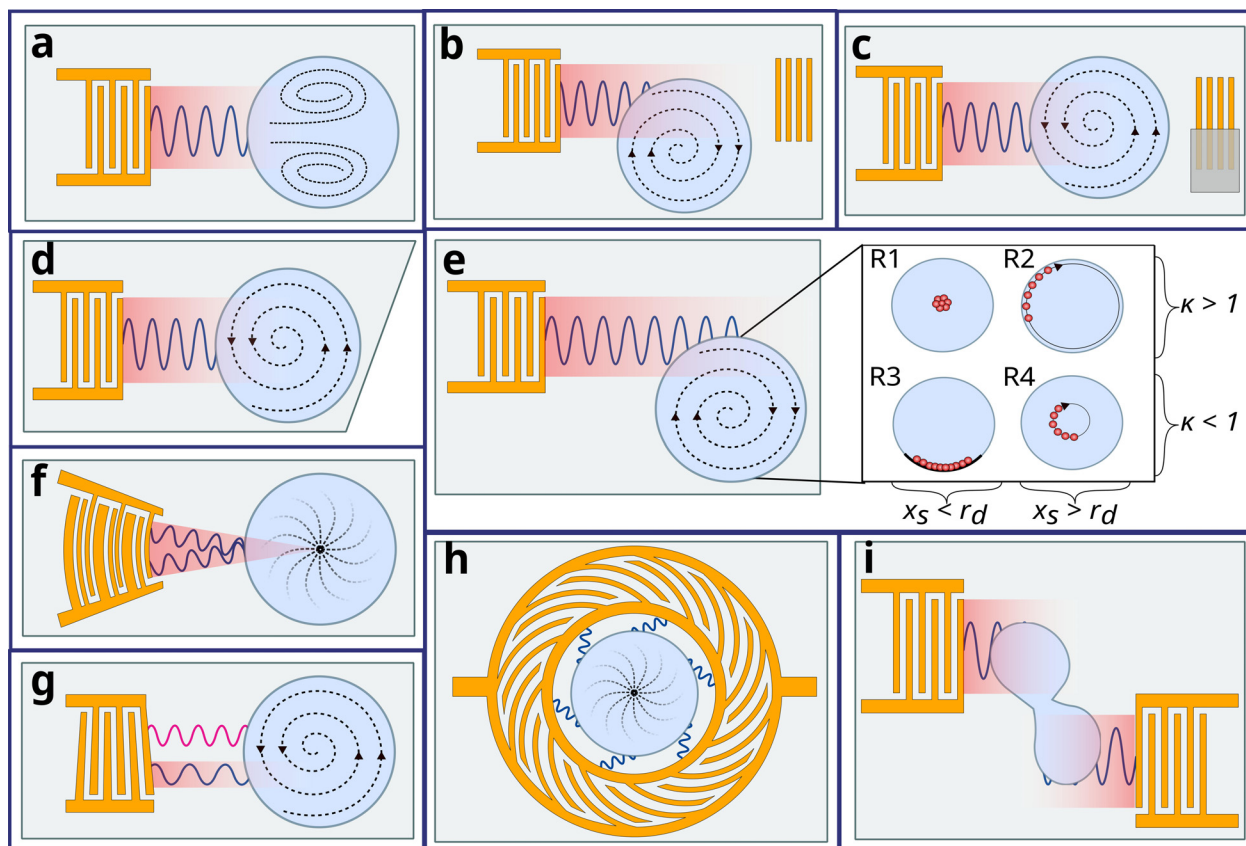 a
b
c
d
e
R1
R2
κ > 1
R3
R4
κ < 1
x_s < r_d
x_s > r_d
f
g
h
i